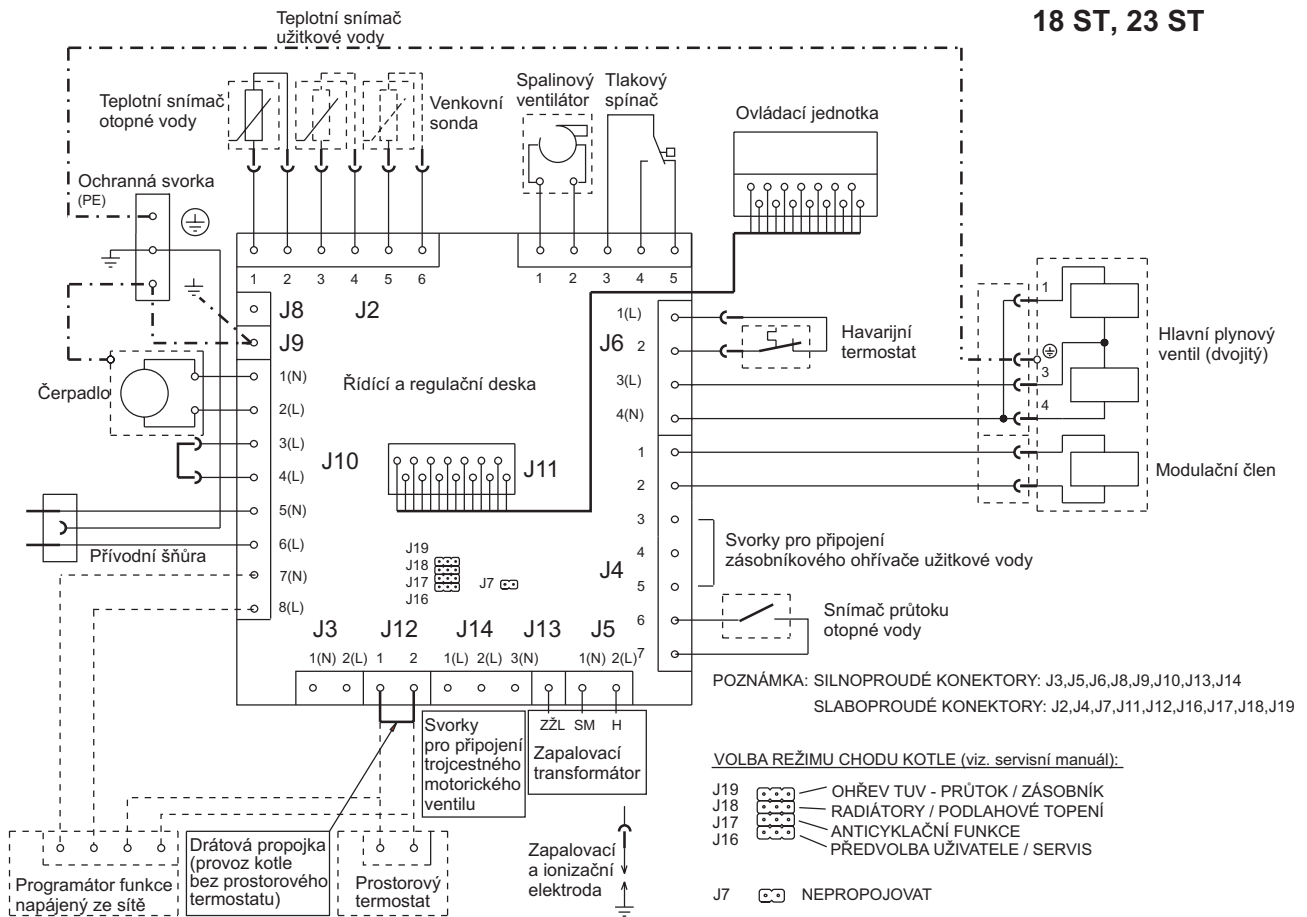 18 ST, 23 ST
Teplotní snímač
užitkové vody
Teplotní snímač
otopné vody
Venkovní
sonda
Spalinový
ventilátor
Tlakový
spínač
Ovládací jednotka
Ochranná svorka
(PE)
1 2 3 4 5 6
1 2 3 4 5
J8
J2
J9
J6
1(L)
2
3(L)
4(N)
Havarijní
termostat
1
3
4
Hlavní plynový
ventil (dvojitý)
Řídící a regulační deska
Čerpadlo
1(N)
2(L)
3(L)
4(L)
5(N)
6(L)
7(N)
8(L)
J10
J11
Modulační člen
Přívodní šňůra
J19
J18
J17
J16
J7
J4
1
2
3
4
5
6
7
Svorky pro připojení
zásobníkového ohřívače užitkové vody
Snímač průtoku
otopné vody
J3 J12 J14 J13 J5
1(N) 2(L) 1 2 1(L) 2(L) 3(N) 1(N) 2(L)
POZNÁMKA: SILNOPROUDÉ KONEKTORY: J3,J5,J6,J8,J9,J10,J13,J14
SLABOPROUDÉ KONEKTORY: J2,J4,J7,J11,J12,J16,J17,J18,J19
Svorky
pro připojení
trojcestného
motorického
ventilu
ZŽL SM H
Zapalovací
transformátor
VOLBA REŽIMU CHODU KOTLE (viz. servisní manuál):
J19 OHŘEV TUV - PRŮTOK / ZÁSOBNÍK
J18 RADIÁTORY / PODLAHOVÉ TOPENÍ
J17 ANTICYKLAČNÍ FUNKCE
J16 PŘEDVOLBA UŽIVATELE / SERVIS
J7 NEPROPOJOVAT
Programátor funkce
napájený ze sítě
Drátová propojka
(provoz kotle
bez prostorového
termostatu)
Prostorový
termostat
Zapalovací
a ionizační
elektroda